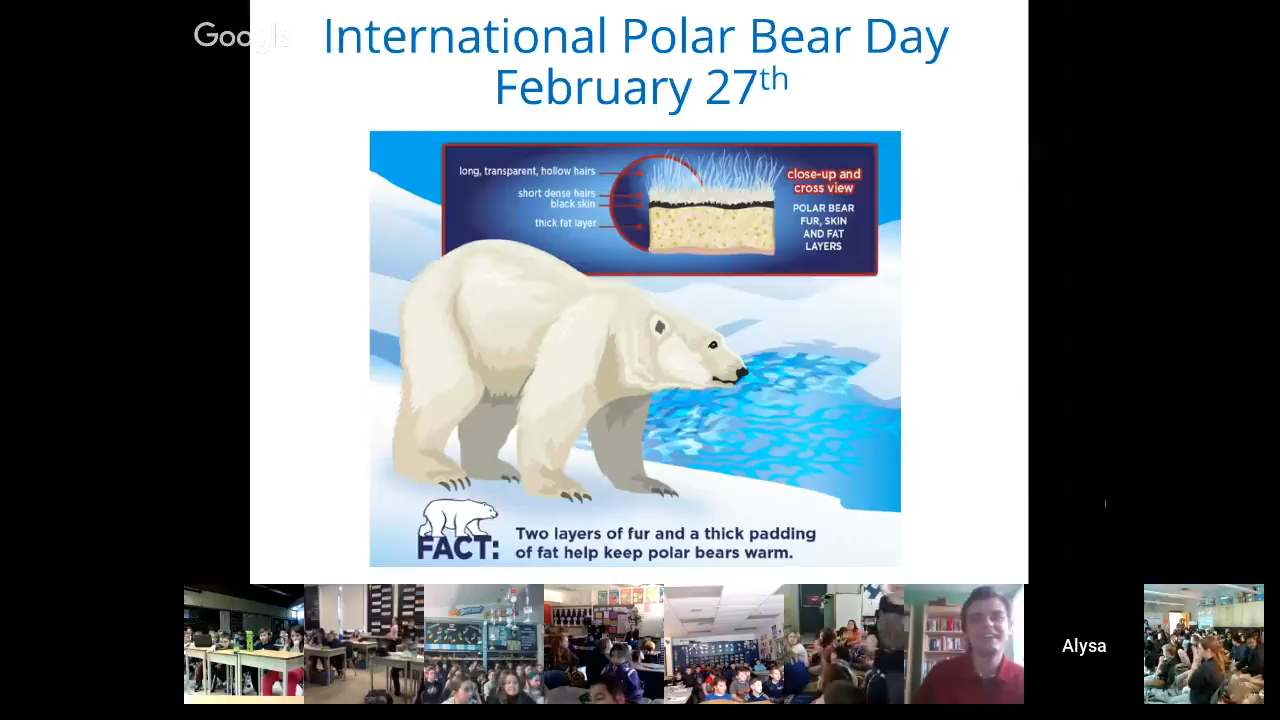 Google
International Polar Bear Day
February 27th
long, transparent, hollow hairs
short dense hairs
black skin
thick fat layer
close-up and
cross view
POLAR BEAR
FUR, SKIN
AND FAT
LAYERS
FACT:
Two layers of fur and a thick padding
of fat help keep polar bears warm.
Alysa